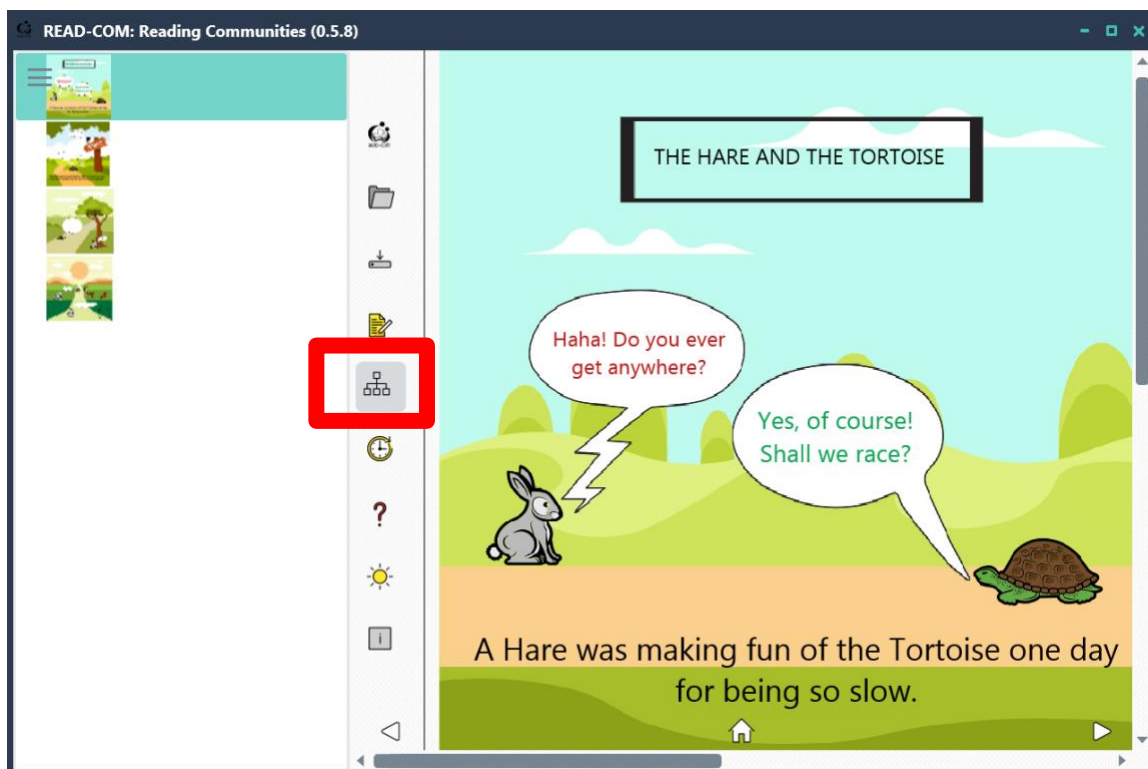 READ-COM: Reading Communities (0.5.8)
THE HARE AND THE TORTOISE
Haha! Do you ever
get anywhere?
Yes, of course!
Shall we race?
A Hare was making fun of the Tortoise one day
for being so slow.